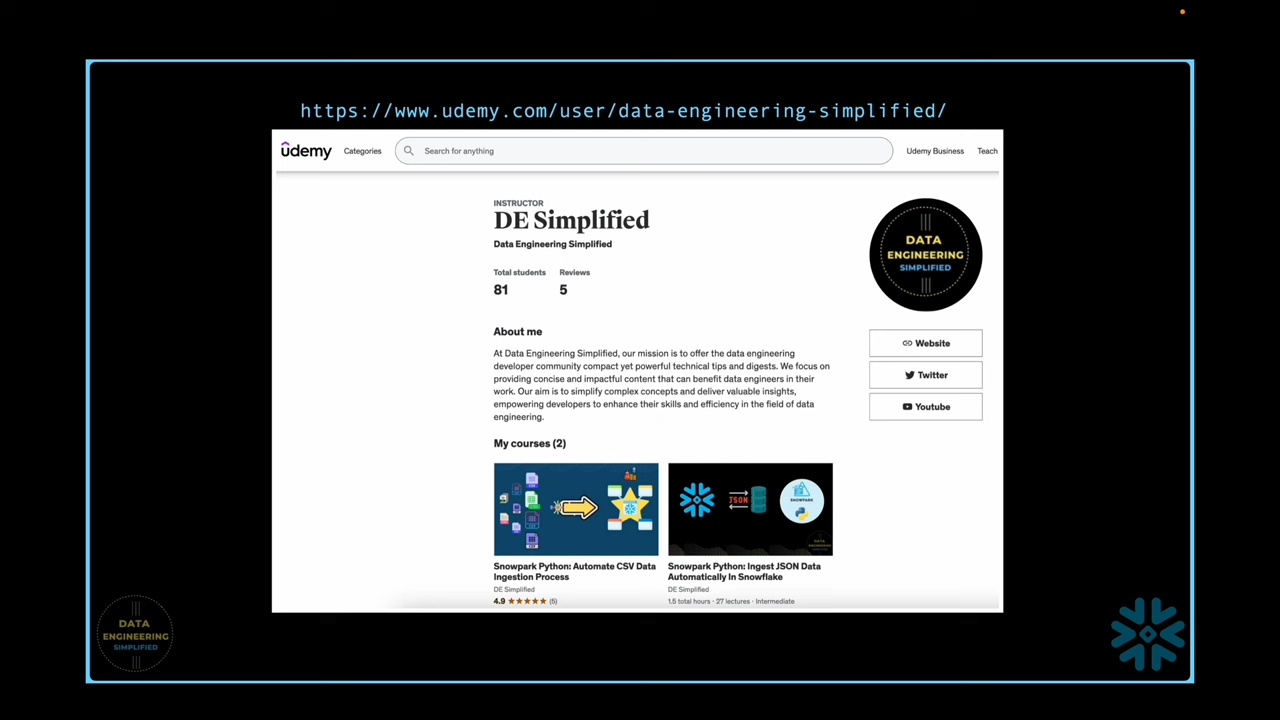 https://www.udemy.com/user/data-engineering-simplified/
udemy
Categories
Search for anything
Udemy Business
Teach
INSTRUCTOR
DE Simplified
Data Engineering Simplified
Total students
Reviews
81
5
DATA
ENGINEERING
SIMPLIFIED
Website
Twitter
Youtube
About me
At Data Engineering Simplified, our mission is to offer the data engineering
developer community compact yet powerful technical tips and digests. We focus on
providing concise and impactful content that can benefit data engineers in their
work. Our aim is to simplify complex concepts and deliver valuable insights,
empowering developers to enhance their skills and efficiency in the field of data
engineering.
My courses (2)
JSON
SNOWPARK
Snowpark Python: Automate CSV Data
Ingestion Process
DE Simplified
4.9 (5)
Snowpark Python: Ingest JSON Data
Automatically In Snowflake
DE Simplified
1.5 total hours · 27 lectures · Intermediate
DATA
ENGINEERING
SIMPLIFIED